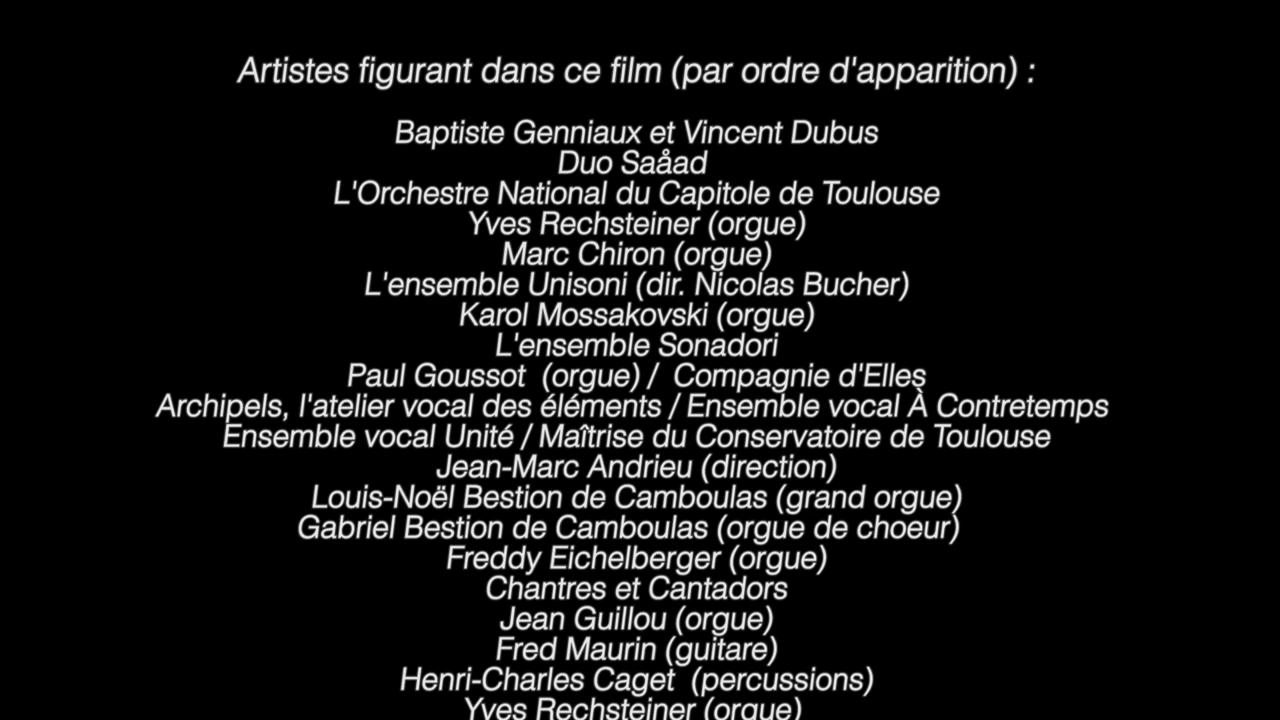 Artistes figurant dans ce film (par ordre d'apparition) :
Baptiste Genniaux et Vincent Dubus
Duo Saåad
L'Orchestre National du Capitole de Toulouse
Yves Rechsteiner (orgue)
Marc Chiron (orgue)
L'ensemble Unisoni (dir. Nicolas Bucher)
Karol Mossakovski (orgue)
L'ensemble Sonadori
Paul Goussot  (orgue) /  Compagnie d'Elles
Archipels, l'atelier vocal des éléments / Ensemble vocal À Contretemps
Ensemble vocal Unité / Maîtrise du Conservatoire de Toulouse
Jean-Marc Andrieu (direction)
Louis-Noël Bestion de Camboulas (grand orgue)
Gabriel Bestion de Camboulas (orgue de choeur)
Freddy Eichelberger (orgue)
Chantres et Cantadors
Jean Guillou (orgue)
Fred Maurin (guitare)
Henri-Charles Caget  (percussions)
Yves Rechsteiner (orgue)